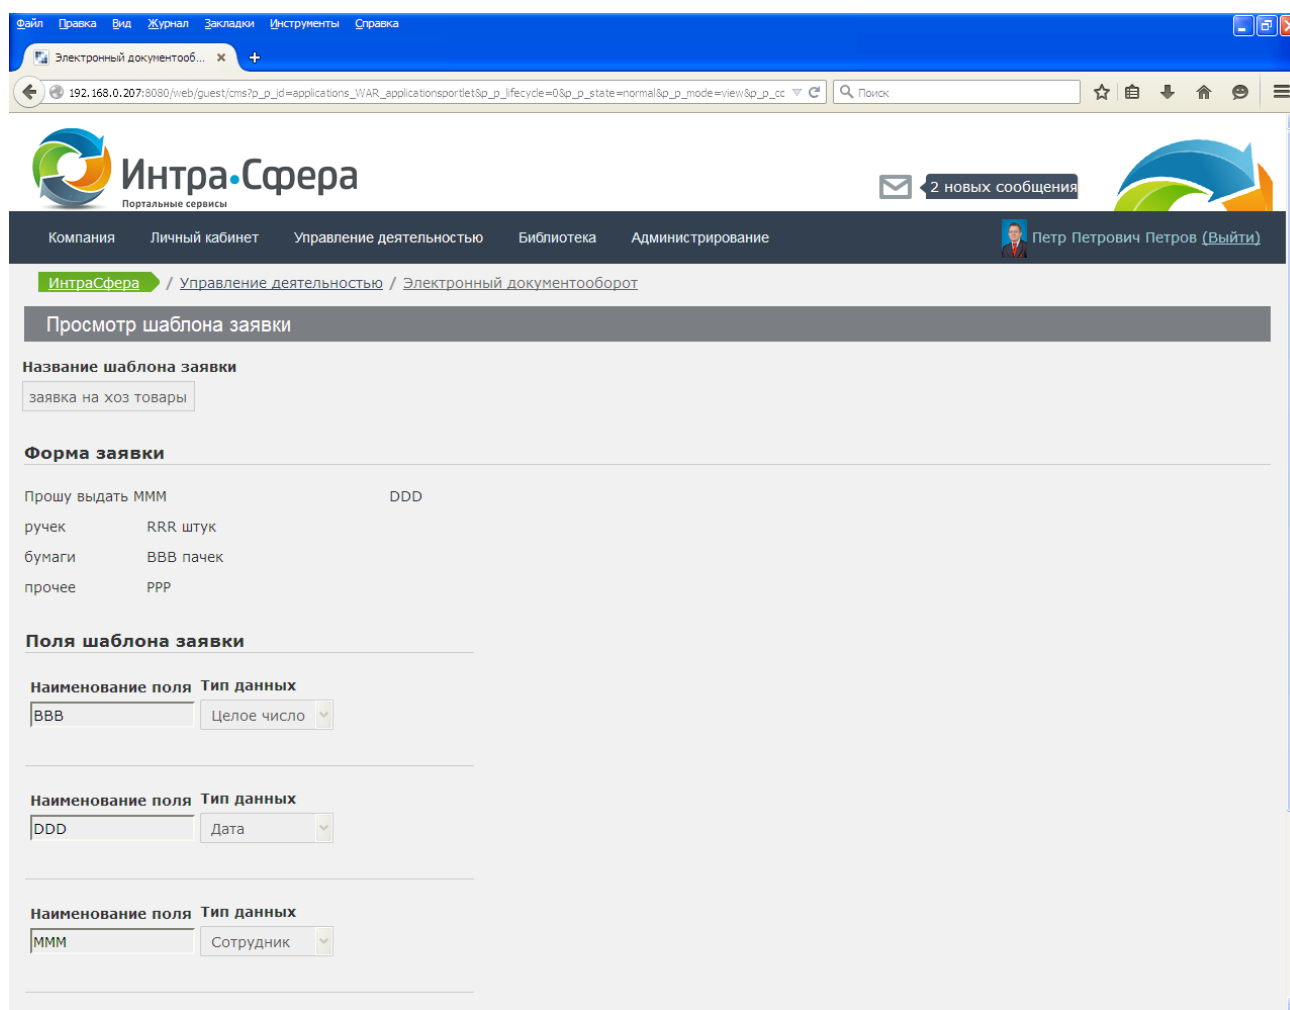 Файл Правка Вид Журнал Закладки Инструменты Справка
Электронный документооб...
192.168.0.207:8080/web/guest/cms?p_p_id=applications_WAR_applicationsportlet&p_p_lifecycle=0&p_p_state=normal&p_p_mode=view&p_p_cc Поиск
Интра•Сфера
Портальные сервисы
2 новых сообщения
Компания Личный кабинет Управление деятельностью Библиотека Администрирование Петр Петрович Петров (Выйти)
ИнтраСфера / Управление деятельностью / Электронный документооборот
Просмотр шаблона заявки
Название шаблона заявки
заявка на хоз товары
Форма заявки
Прошу выдать МММ DDD
ручек RRR штук
бумаги BBB пачек
прочее PPP
Поля шаблона заявки
Наименование поля Тип данных
BBB Целое число
Наименование поля Тип данных
DDD Дата
Наименование поля Тип данных
МММ Сотрудник